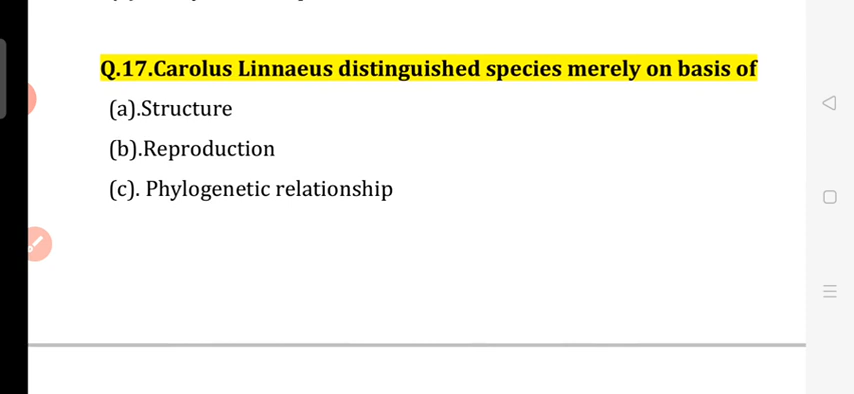 Q.17.Carolus Linnaeus distinguished species merely on basis of
(a).Structure
(b).Reproduction
(c). Phylogenetic relationship